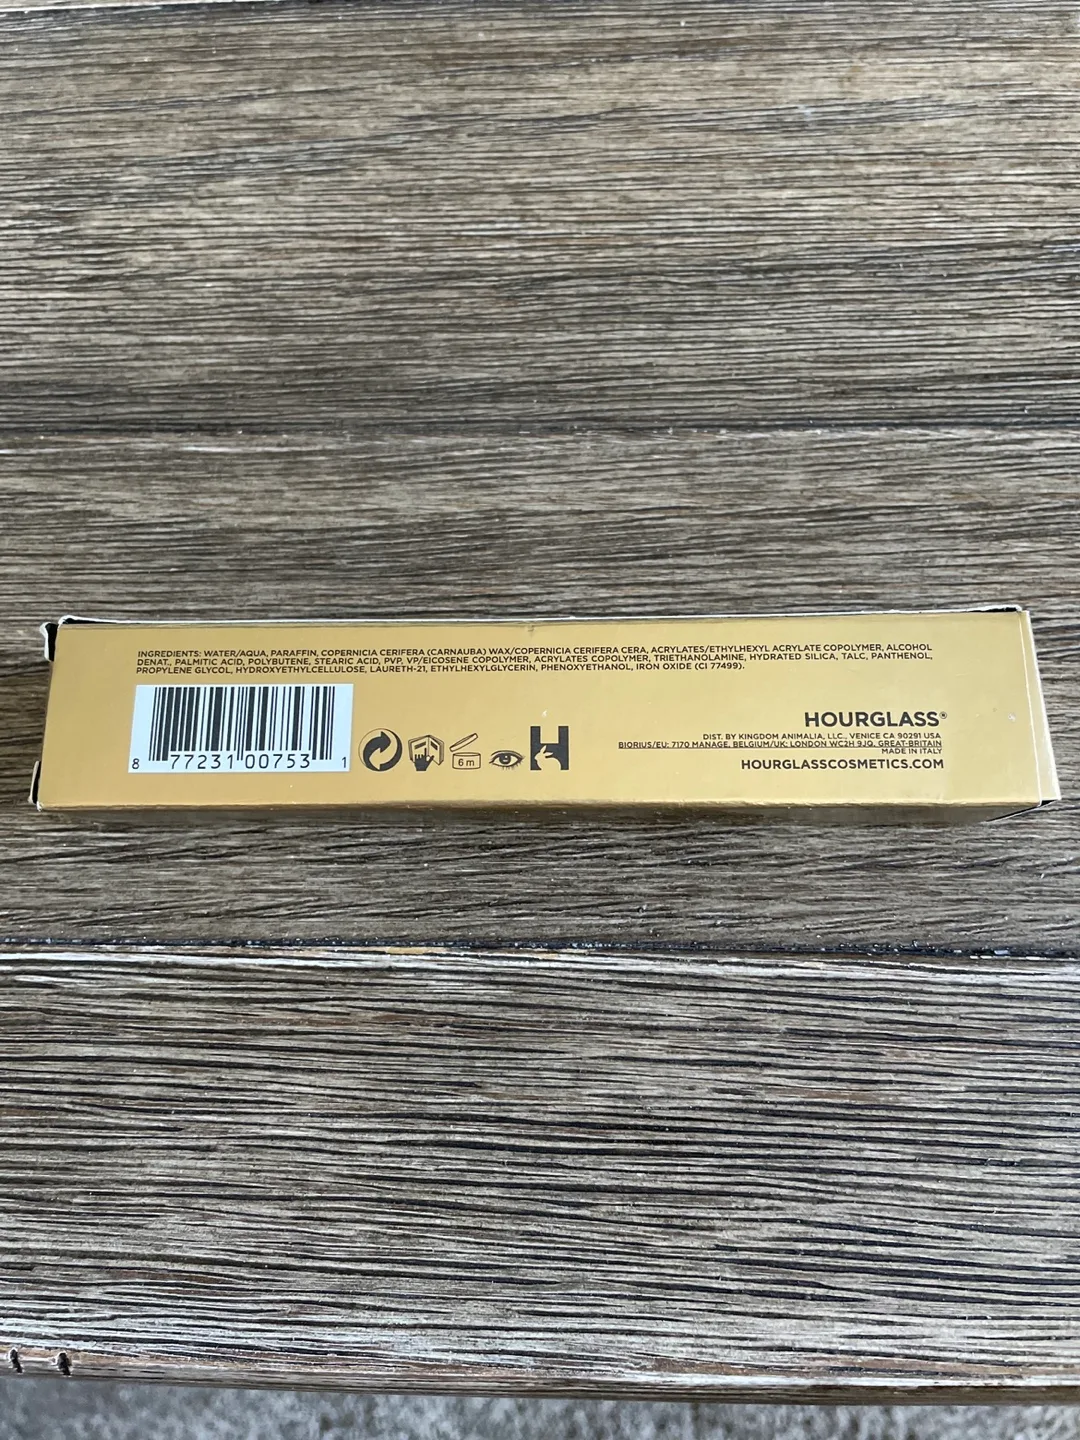 INGREDIENTS: WATER/AQUA, PARAFFIN, COPERNICIA CERIFERA (CARNAUBA) WAX/COPERNICIA CERIFERA CERA, ACRYLATES/ETHYLHEXYL ACRYLATE COPOLYMER, ALCOHOL
DENAT., PALMITIC ACID, POLYBUTENE, STEARIC ACID, PVP, VP/EICOSENE COPOLYMER, ACRYLATES COPOLYMER, TRIETHANOLAMINE, HYDRATED SILICA, TALC, PANTHENOL,
PROPYLENE GLYCOL, HYDROXYETHYLCELLULOSE, LAURETH-21, ETHYLHEXYLGLYCERIN, PHENOXYETHANOL, IRON OXIDE (CI 77499).
8 77231 00753 1
6 m
H
HOURGLASS®
DIST. BY KINGDOM ANIMALIA, LLC., VENICE CA 90291 USA
BIORIUS/EU: 7170 MANAGE, BELGIUM/UK: LONDON WC2H 9JQ, GREAT-BRITAIN
MADE IN ITALY
HOURGLASSCOSMETICS.COM